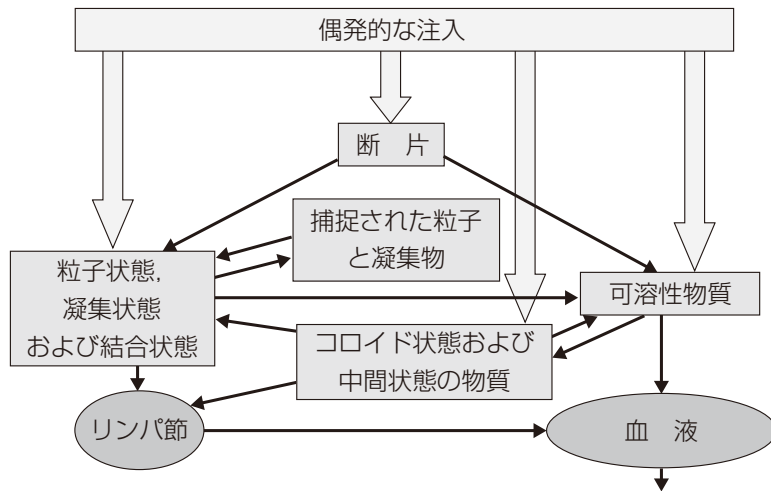 偶発的な注入
断　片
捕捉された粒子
と凝集物
粒子状態,
凝集状態
および結合状態
可溶性物質
コロイド状態および
中間状態の物質
リンパ節
血　液